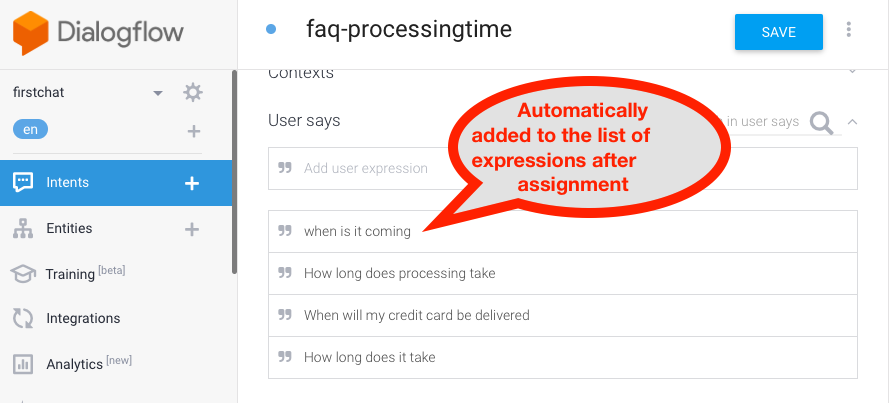 Dialogflow
faq-processingtime
SAVE
firstchat
en
Intents
Entities
Training [beta]
Integrations
Analytics [new]
Contexts
User says
in user says
Automatically
added to the list of
expressions after
assignment
Add user expression
when is it coming
How long does processing take
When will my credit card be delivered
How long does it take